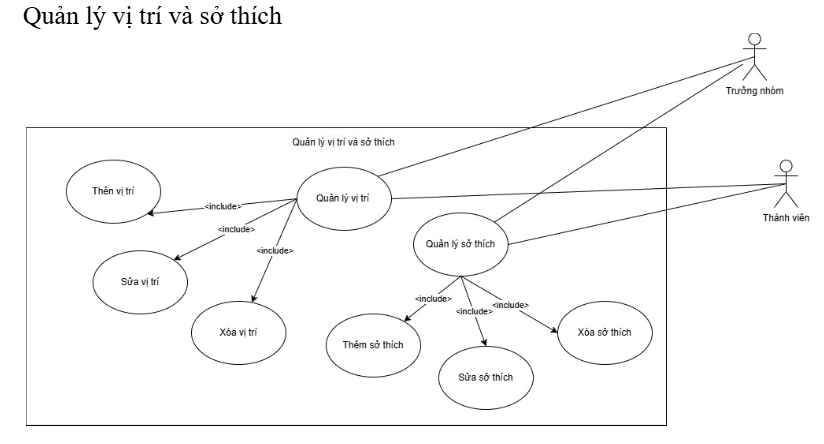 Quản lý vị trí và sở thích
Trưởng nhóm
Quản lý vị trí và sở thích
Thên vị trí
Quản lý vị trí
Thành viên
<include>
<include>
<include>
Quản lý sở thích
Sửa vị trí
<include>
<include>
<include>
Xóa vị trí
Thêm sở thích
Xóa sở thích
Sửa sở thích